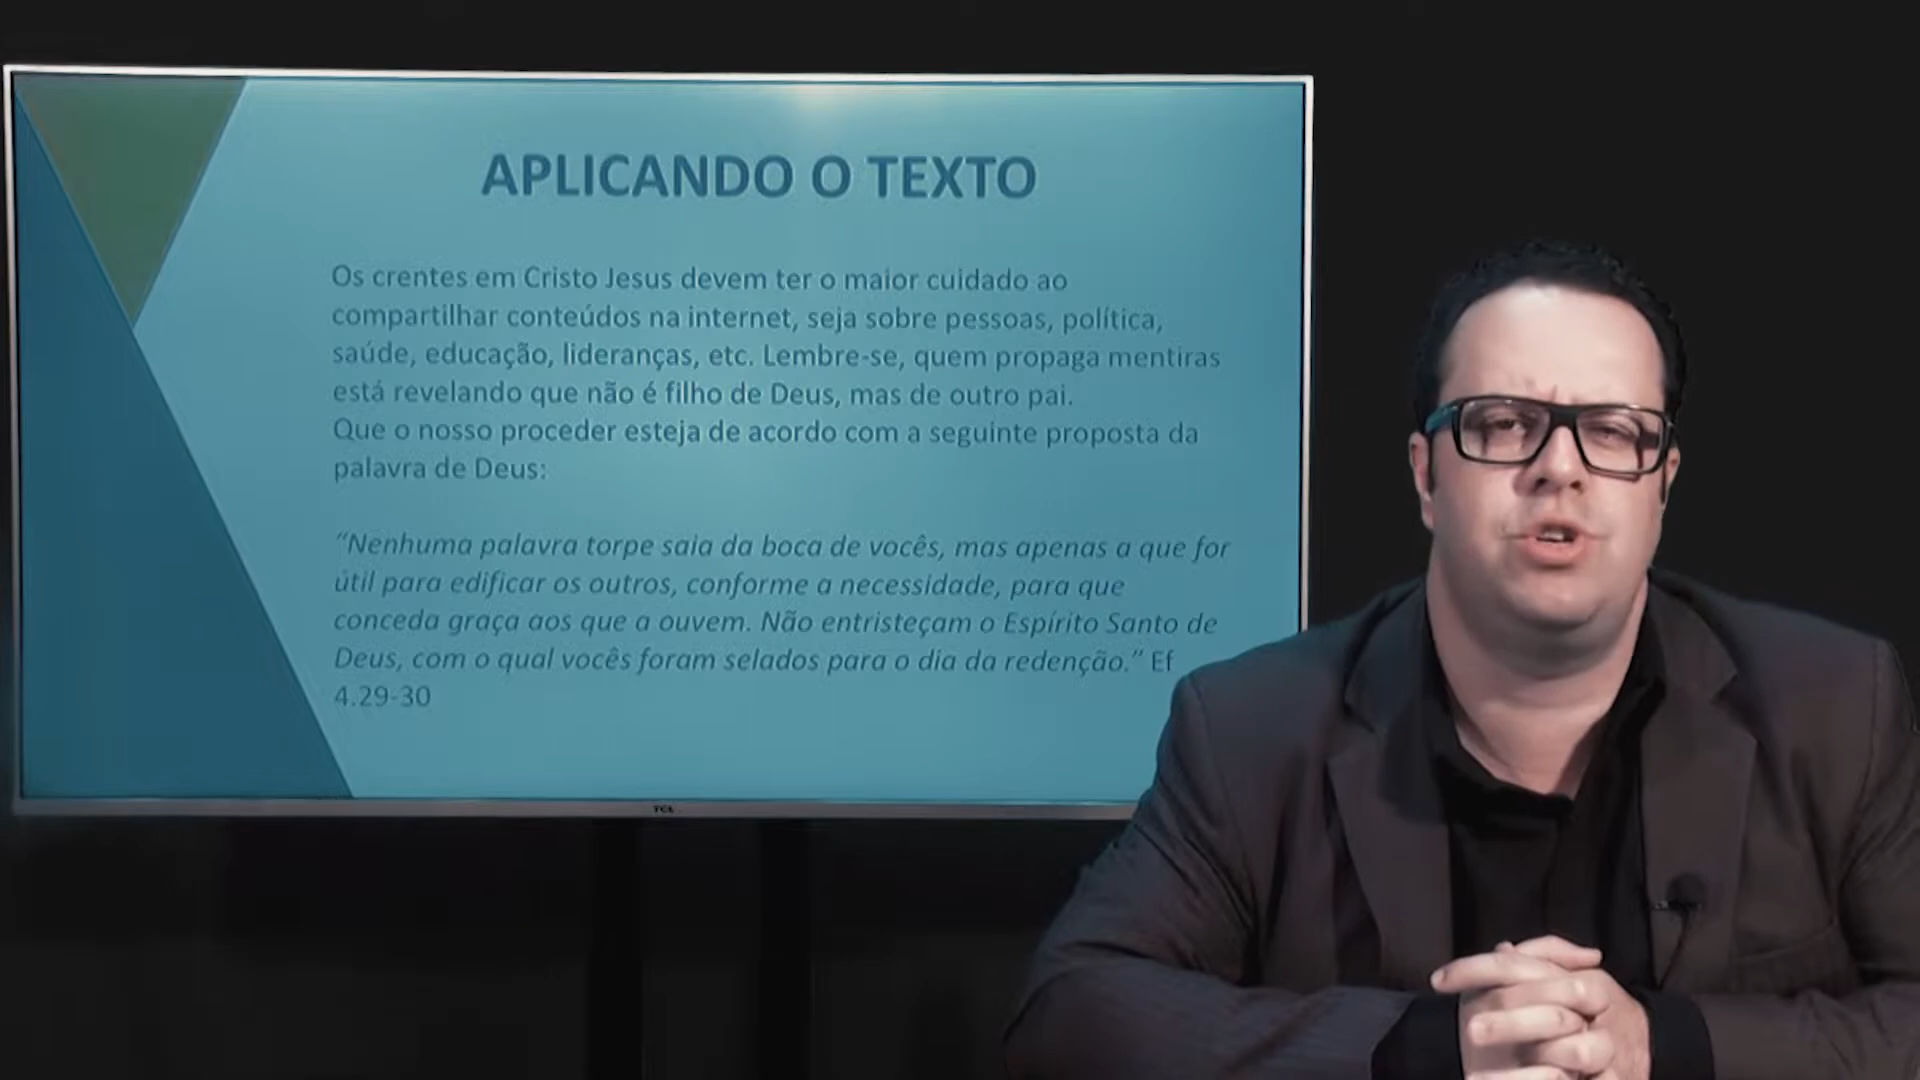 APLICANDO O TEXTO
Os crentes em Cristo Jesus devem ter o maior cuidado ao
compartilhar conteúdos na internet, seja sobre pessoas, política,
saúde, educação, lideranças, etc. Lembre-se, quem propaga mentiras
está revelando que não é filho de Deus, mas de outro pai.
Que o nosso proceder esteja de acordo com a seguinte proposta da
palavra de Deus:
“Nenhuma palavra torpe saia da boca de vocês, mas apenas a que for
útil para edificar os outros, conforme a necessidade, para que
conceda graça aos que a ouvem. Não entristeçam o Espírito Santo de
Deus, com o qual vocês foram selados para o dia da redenção.” Ef
4.29-30
TCL